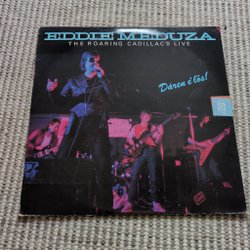 EDDIE MEDUZA
THE ROARING CADILLAC'S LIVE
Dåren é lös!